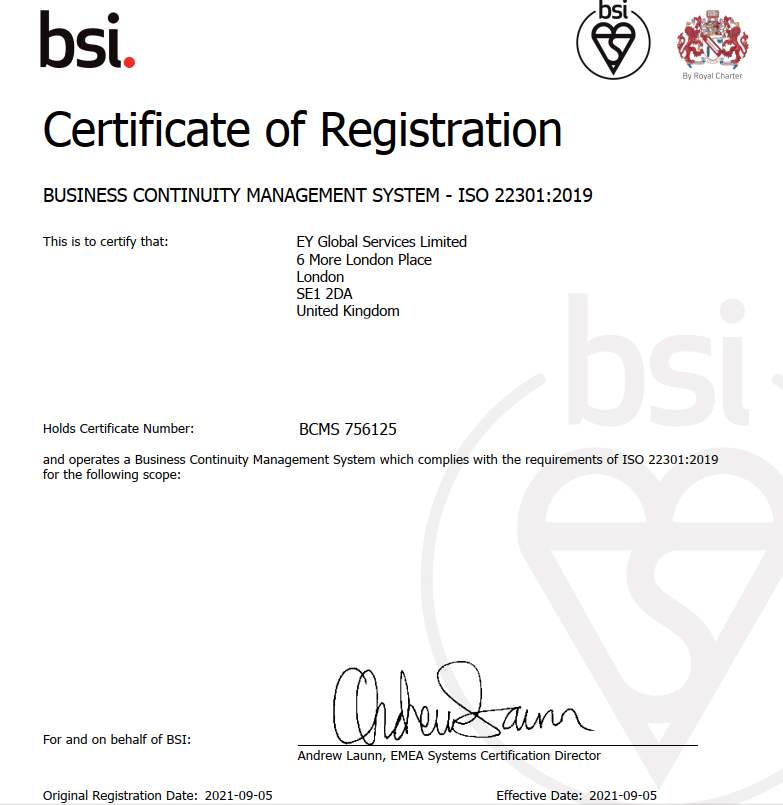 bsi.
bsi
By Royal Charter
Certificate of Registration
BUSINESS CONTINUITY MANAGEMENT SYSTEM - ISO 22301:2019
This is to certify that:
EY Global Services Limited
6 More London Place
London
SE1 2DA
United Kingdom
bsi
Holds Certificate Number:
BCMS 756125
and operates a Business Continuity Management System which complies with the requirements of ISO 22301:2019
for the following scope:
Andrew Launn
For and on behalf of BSI:
Andrew Launn, EMEA Systems Certification Director
Original Registration Date: 2021-09-05
Effective Date: 2021-09-05